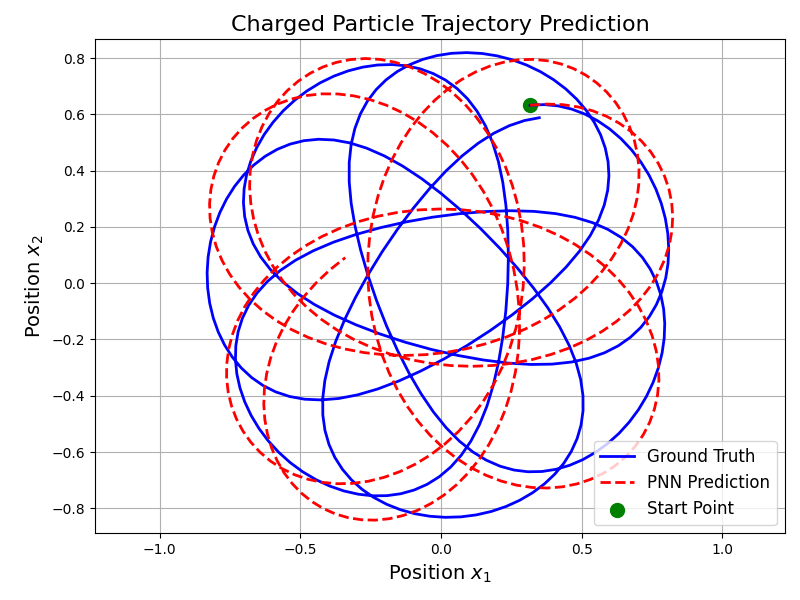 Charged Particle Trajectory Prediction
0.8
0.6
0.4
0.2
0.0
−0.2
−0.4
−0.6
−0.8
Position x₂
Ground Truth
PNN Prediction
Start Point
−1.0 −0.5 0.0 0.5 1.0
Position x₁